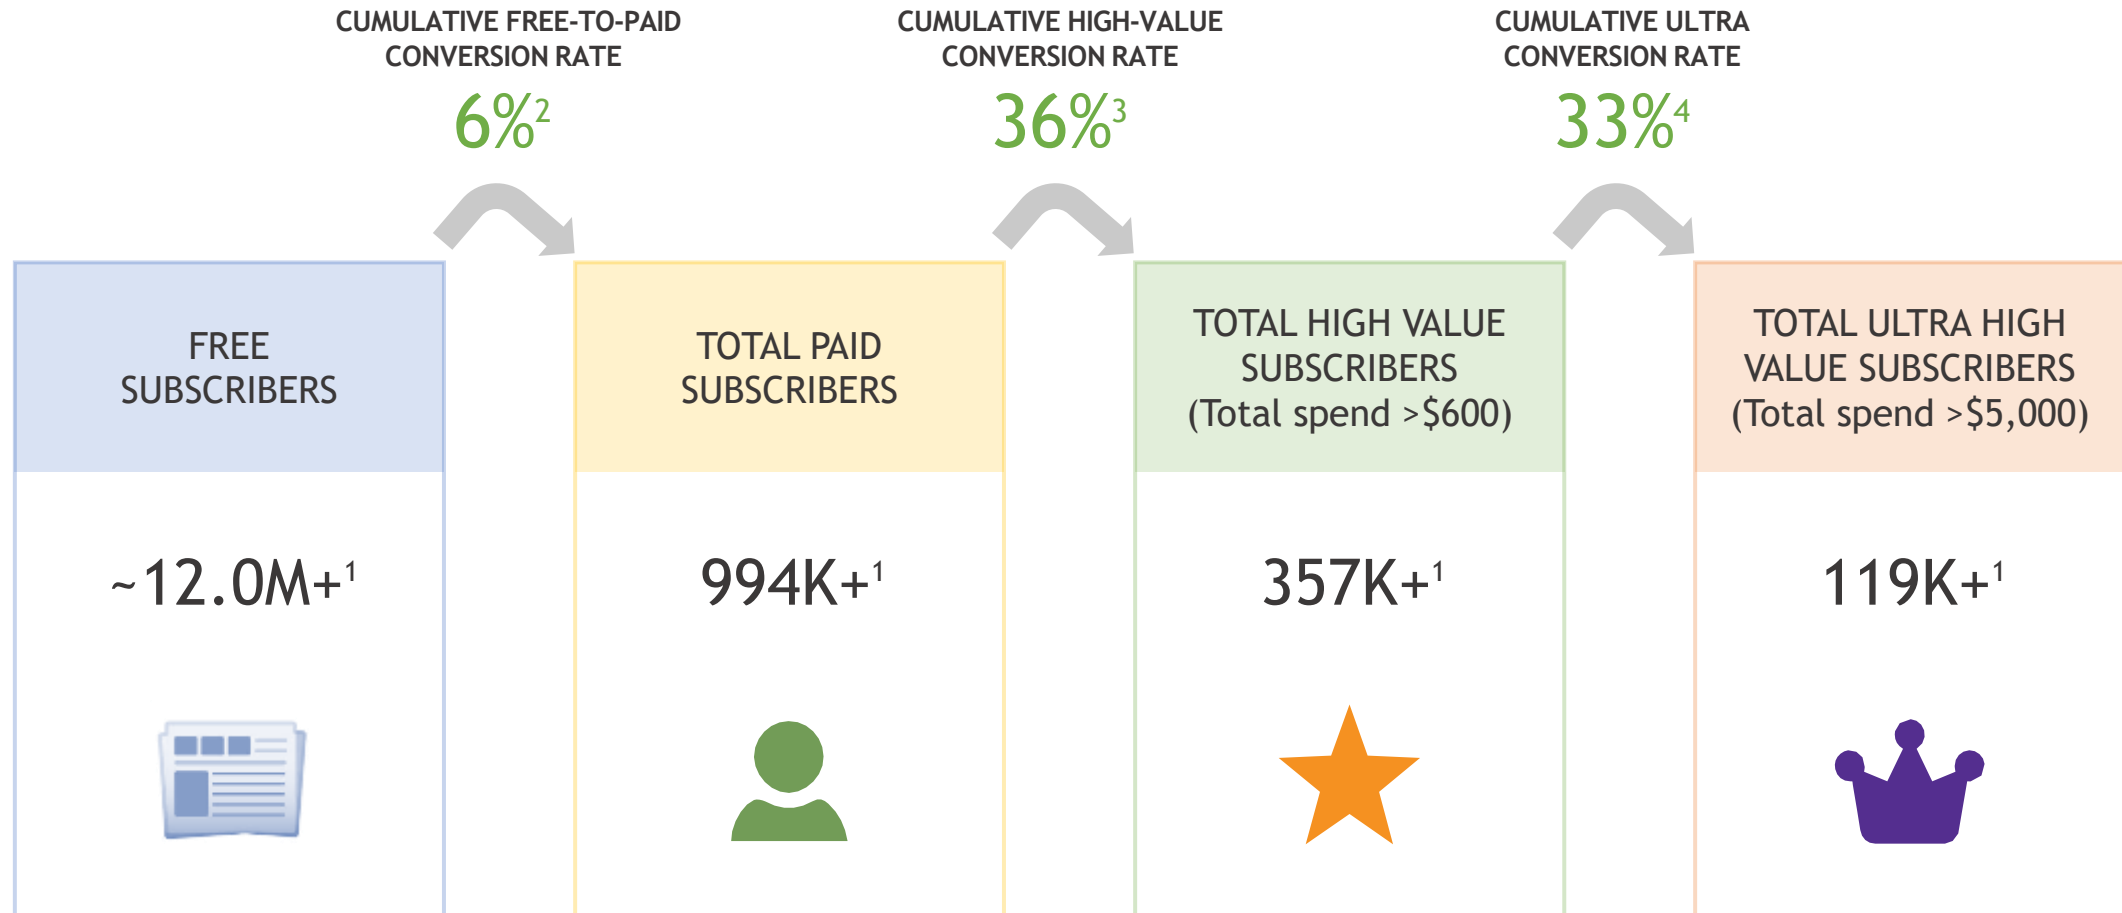 CUMULATIVE FREE-TO-PAID
CONVERSION RATE
6%²
CUMULATIVE HIGH-VALUE
CONVERSION RATE
36%³
CUMULATIVE ULTRA
CONVERSION RATE
33%⁴
FREE
SUBSCRIBERS
~12.0M+¹
TOTAL PAID
SUBSCRIBERS
994K+¹
TOTAL HIGH VALUE
SUBSCRIBERS
(Total spend >$600)
357K+¹
TOTAL ULTRA HIGH
VALUE SUBSCRIBERS
(Total spend >$5,000)
119K+¹